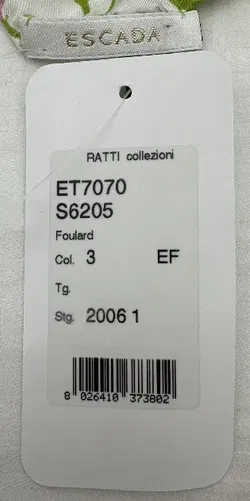 ESCADA
RATTI collezioni
ET7070
S6205
Foulard
Col. 3 EF
Tg.
Stg. 2006 1
8 026410 373802